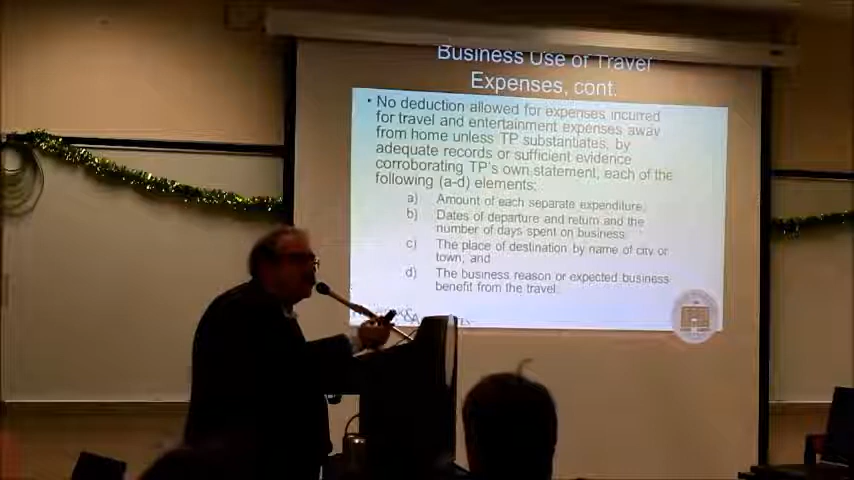 Business Use of Travel
Expenses, cont.
• No deduction allowed for expenses incurred
for travel and entertainment expenses away
from home unless TP substantiates, by
adequate records or sufficient evidence
corroborating TP's own statement, each of the
following (a-d) elements;
a) Amount of each separate expenditure,
b) Dates of departure and return and the
number of days spent on business
c) The place of destination by name of city or
town, and
d) The business reason or expected business
benefit from the travel.